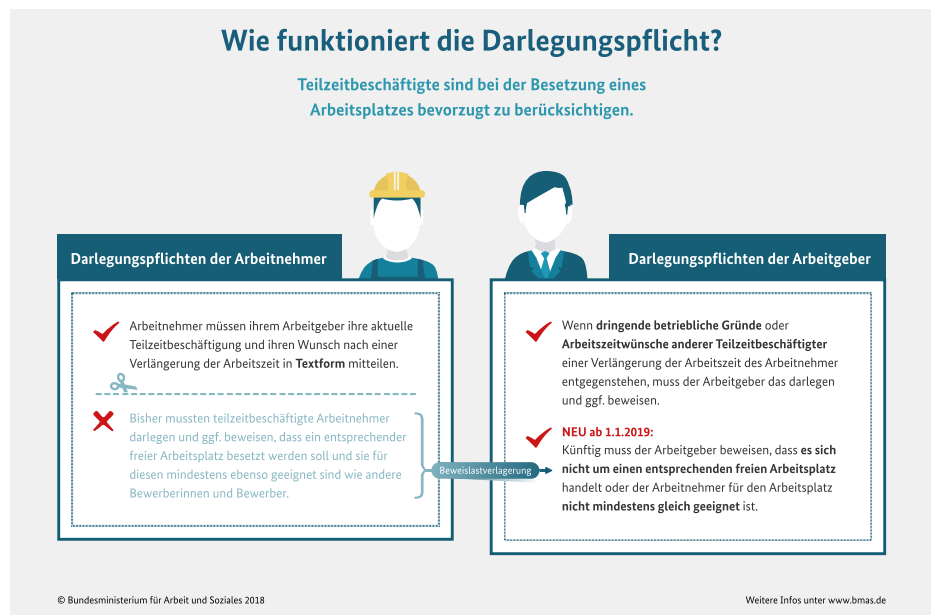 Wie funktioniert die Darlegungspflicht?
Teilzeitbeschäftigte sind bei der Besetzung eines
Arbeitsplatzes bevorzugt zu berücksichtigen.
Darlegungspflichten der Arbeitnehmer
Arbeitnehmer müssen ihrem Arbeitgeber ihre aktuelle
Teilzeitbeschäftigung und ihren Wunsch nach einer
Verlängerung der Arbeitszeit in Textform mitteilen.
Bisher mussten teilzeitbeschäftigte Arbeitnehmer
darlegen und ggf. beweisen, dass ein entsprechender
freier Arbeitsplatz besetzt werden soll und sie für
diesen mindestens ebenso geeignet sind wie andere
Bewerberinnen und Bewerber.
Beweislastverlagerung
Darlegungspflichten der Arbeitgeber
Wenn dringende betriebliche Gründe oder
Arbeitszeitwünsche anderer Teilzeitbeschäftigter
einer Verlängerung der Arbeitszeit des Arbeitnehmer
entgegenstehen, muss der Arbeitgeber das darlegen
und ggf. beweisen.
NEU ab 1.1.2019:
Künftig muss der Arbeitgeber beweisen, dass es sich
nicht um einen entsprechenden freien Arbeitsplatz
handelt oder der Arbeitnehmer für den Arbeitsplatz
nicht mindestens gleich geeignet ist.
© Bundesministerium für Arbeit und Soziales 2018
Weitere Infos unter www.bmas.de